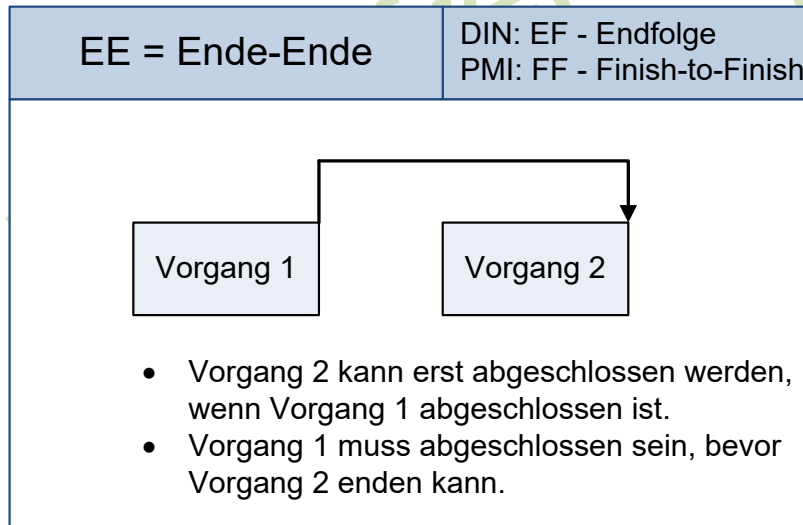 EE = Ende-Ende
DIN: EF - Endfolge
PMI: FF - Finish-to-Finish
Vorgang 1
Vorgang 2
• Vorgang 2 kann erst abgeschlossen werden,
wenn Vorgang 1 abgeschlossen ist.
• Vorgang 1 muss abgeschlossen sein, bevor
Vorgang 2 enden kann.